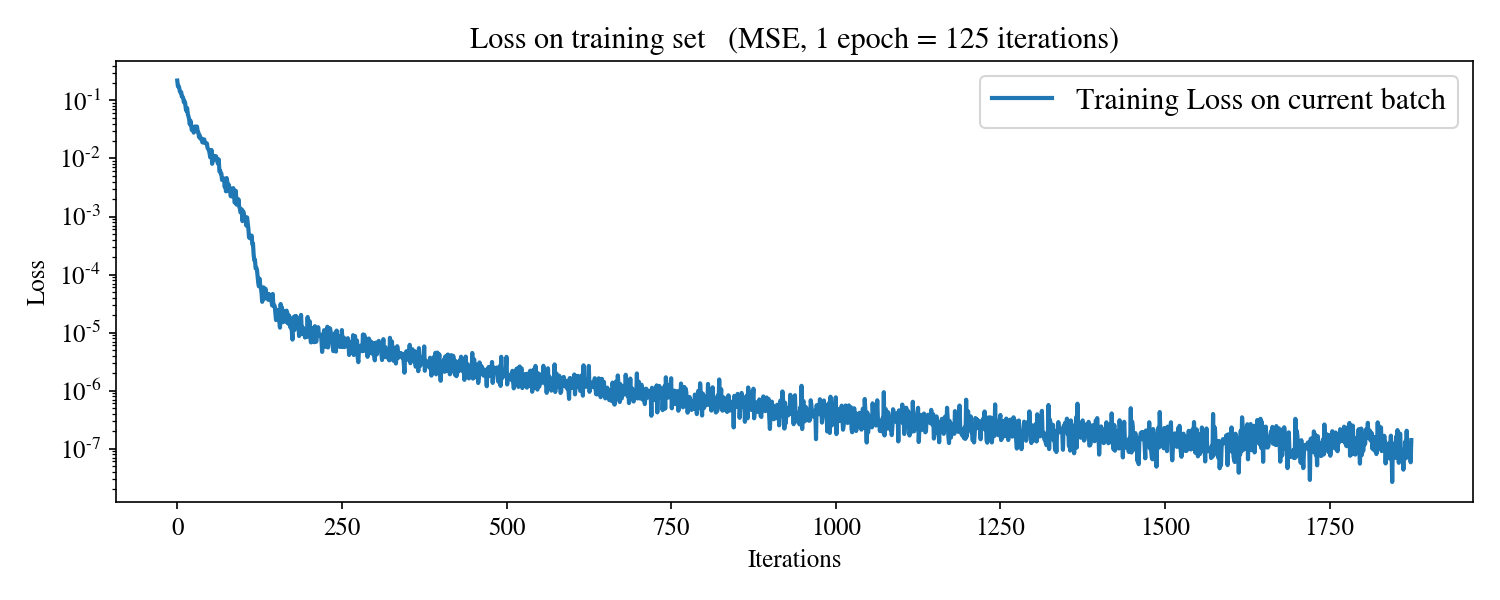 Loss on training set (MSE, 1 epoch = 125 iterations)
Training Loss on current batch
Loss
10-1
10-2
10-3
10-4
10-5
10-6
10-7
0 250 500 750 1000 1250 1500 1750
Iterations